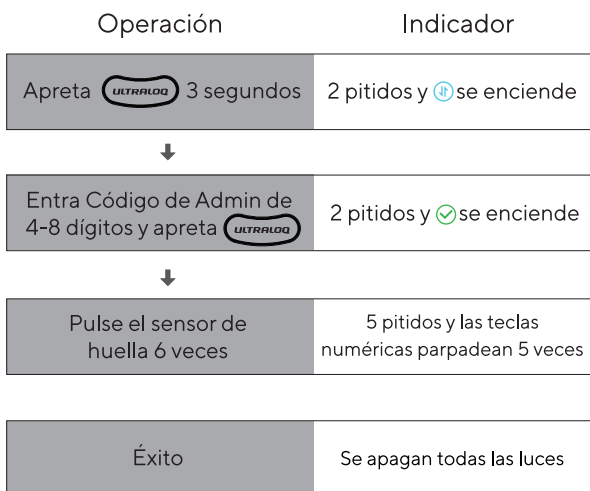 Operación Indicador
Apreta ULTRALOQ 3 segundos
2 pitidos y se enciende
Entra Código de Admin de
4-8 dígitos y apreta ULTRALOQ
2 pitidos y se enciende
Pulse el sensor de
huella 6 veces
5 pitidos y las teclas
numéricas parpadean 5 veces
Éxito
Se apagan todas las luces